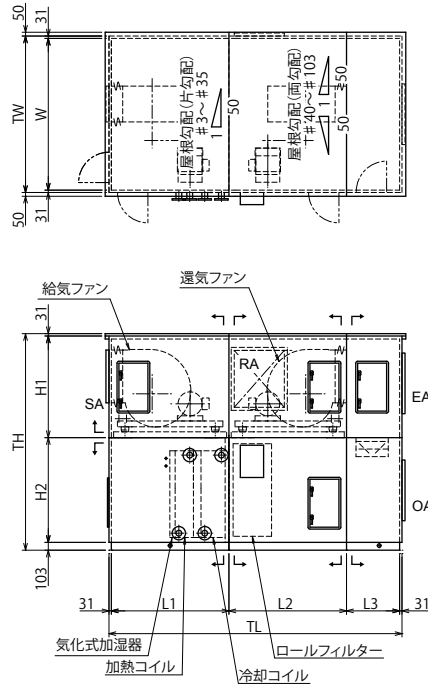 50
31
TW
W
50
31
屋根勾配(片勾配)
#3～#35
1
50
屋根勾配(両勾配)
#40～#103
1
50
50
給気ファン
還気ファン
31
TH
H1
H2
103
SA
RA
EA
OA
31
L1
L2
L3
31
TL
気化式加湿器
加熱コイル
冷却コイル
ロールフィルター